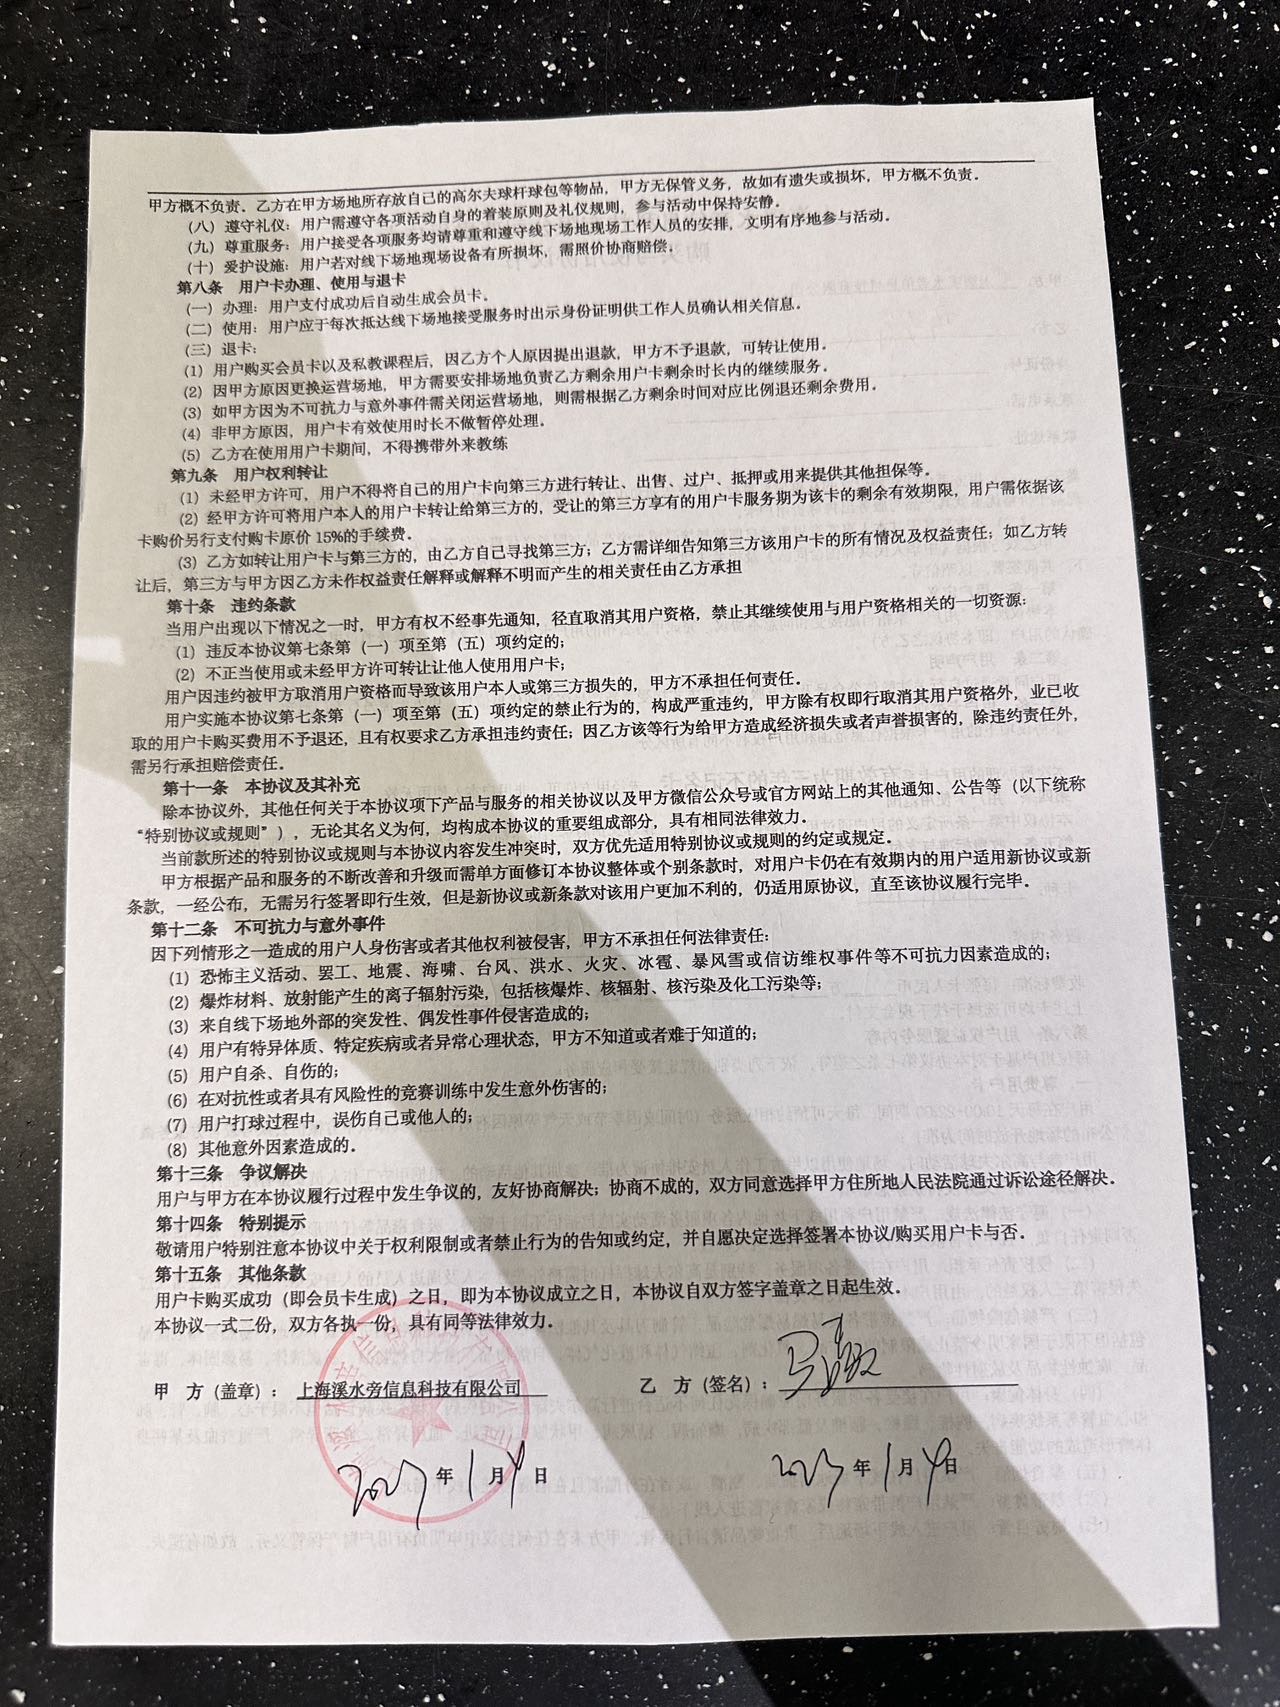 甲方概不负责。乙方在甲方场地所存放自己的高尔夫球杆球包等物品，甲方无保管义务，故如有遗失或损坏，甲方概不负责。
（八）遵守礼仪：用户需遵守各项活动自身的着装原则及礼仪规则，参与活动中保持安静。
（九）尊重服务：用户接受各项服务均请尊重和遵守线下场地现场工作人员的安排，文明有序地参与活动。
（十）爱护设施：用户若对线下场地现场设备有所损坏，需照价协商赔偿；
第八条 用户卡办理、使用与退卡
（一）办理：用户支付成功后自动生成会员卡。
（二）使用：用户应于每次抵达线下场地接受服务时出示身份证明供工作人员确认相关信息。
（三）退卡：
（1）用户购买会员卡以及私教课程后，因乙方个人原因提出退款，甲方不予退款，可转让使用。
（2）因甲方原因更换运营场地，甲方需要安排场地负责乙方剩余用户卡剩余时长内的继续服务。
（3）如甲方因为不可抗力与意外事件需关闭运营场地，则需根据乙方剩余时间对应比例退还剩余费用。
（4）非甲方原因，用户卡有效使用时长不做暂停处理。
（5）乙方在使用用户卡期间，不得携带外来教练
第九条 用户权利转让
（1）未经甲方许可，用户不得将自己的用户卡向第三方进行转让、出售、过户、抵押或用来提供其他担保等。
（2）经甲方许可将用户本人的用户卡转让给第三方的，受让的第三方享有的用户卡服务期为该卡的剩余有效期限，用户需依据该
卡购价另行支付购卡原价 15%的手续费。
（3）乙方如转让用户卡与第三方的，由乙方自己寻找第三方；乙方需详细告知第三方该用户卡的所有情况及权益责任；如乙方转
让后，第三方与甲方因乙方未作权益责任解释或解释不明而产生的相关责任由乙方承担
第十条 违约条款
当用户出现以下情况之一时，甲方有权不经事先通知，径直取消其用户资格，禁止其继续使用与用户资格相关的一切资源：
（1）违反本协议第七条第（一）项至第（五）项约定的；
（2）不正当使用或未经甲方许可转让让他人使用用户卡；
用户因违约被甲方取消用户资格而导致该用户本人或第三方损失的，甲方不承担任何责任。
用户实施本协议第七条第（一）项至第（五）项约定的禁止行为的，构成严重违约，甲方除有权即行取消其用户资格外，业已收
取的用户卡购买费用不予退还，且有权要求乙方承担违约责任；因乙方该等行为给甲方造成经济损失或者声誉损害的，除违约责任外，
需另行承担赔偿责任。
第十一条 本协议及其补充
除本协议外，其他任何关于本协议项下产品与服务的相关协议以及甲方微信公众号或官方网站上的其他通知、公告等（以下统称
“特别协议或规则”），无论其名义为何，均构成本协议的重要组成部分，具有相同法律效力。
当前款所述的特别协议或规则与本协议内容发生冲突时，双方优先适用特别协议或规则的约定或规定。
甲方根据产品和服务的不断改善和升级而需单方面修订本协议整体或个别条款时，对用户卡仍在有效期内的用户适用新协议或新
条款，一经公布，无需另行签署即行生效，但是新协议或新条款对该用户更加不利的，仍适用原协议，直至该协议履行完毕。
第十二条 不可抗力与意外事件
因下列情形之一造成的用户人身伤害或者其他权利被侵害，甲方不承担任何法律责任：
（1）恐怖主义活动、罢工、地震、海啸、台风、洪水、火灾、冰雹、暴风雪或信访维权事件等不可抗力因素造成的；
（2）爆炸材料、放射能产生的离子辐射污染，包括核爆炸、核辐射、核污染及化工污染等；
（3）来自线下场地外部的突发性、偶发性事件侵害造成的；
（4）用户有特异体质、特定疾病或者异常心理状态，甲方不知道或者难于知道的；
（5）用户自杀、自伤的；
（6）在对抗性或者具有风险性的竞赛训练中发生意外伤害的；
（7）用户打球过程中，误伤自己或他人的；
（8）其他意外因素造成的。
第十三条 争议解决
用户与甲方在本协议履行过程中发生争议的，友好协商解决；协商不成的，双方同意选择甲方住所地人民法院通过诉讼途径解决。
第十四条 特别提示
敬请用户特别注意本协议中关于权利限制或者禁止行为的告知或约定，并自愿决定选择签署本协议/购买用户卡与否。
第十五条 其他条款
用户卡购买成功（即会员卡生成）之日，即为本协议成立之日，本协议自双方签字盖章之日起生效。
本协议一式二份，双方各执一份，具有同等法律效力。
甲 方（盖章）：上海溪水旁信息科技有限公司 乙 方（签名）：
2023 年 1 月 4 日 2023 年 1 月 4 日